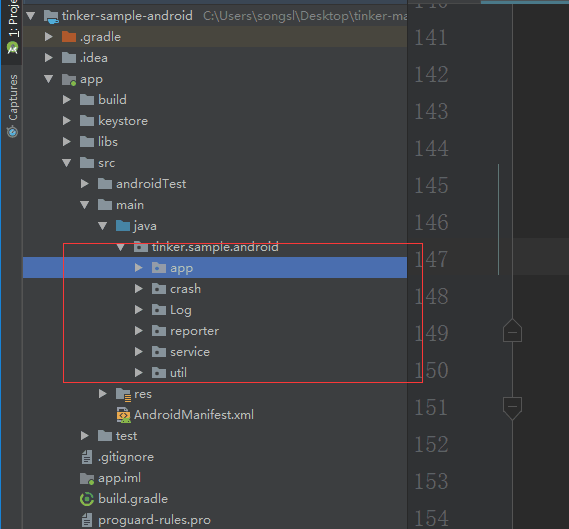 1: Proje
Captures
tinker-sample-android C:\Users\songsl\Desktop\tinker-ma
.gradle
.idea
app
build
keystore
libs
src
androidTest
main
java
tinker.sample.android
app
crash
Log
reporter
service
util
res
AndroidManifest.xml
test
.gitignore
app.iml
build.gradle
proguard-rules.pro
141
142
143
144
145
146
147
148
149
150
151
152
153
154